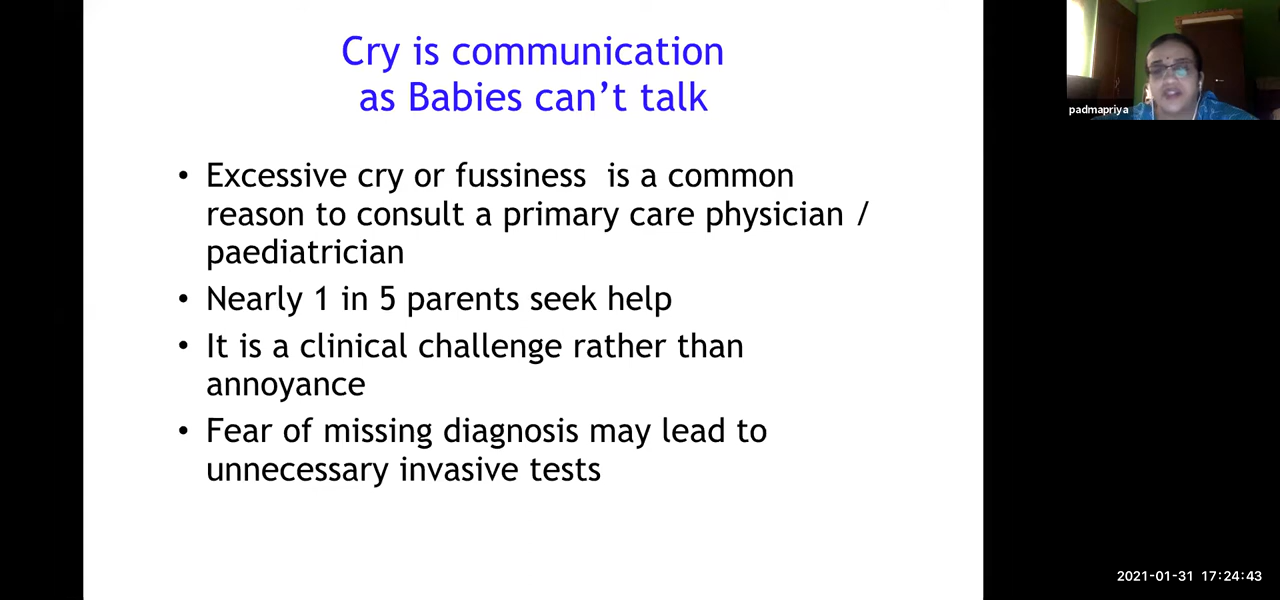 Cry is communication
as Babies can’t talk
• Excessive cry or fussiness  is a common
reason to consult a primary care physician /
paediatrician
• Nearly 1 in 5 parents seek help
• It is a clinical challenge rather than
annoyance
• Fear of missing diagnosis may lead to
unnecessary invasive tests
padmapriya
2021-01-31 17:24:43